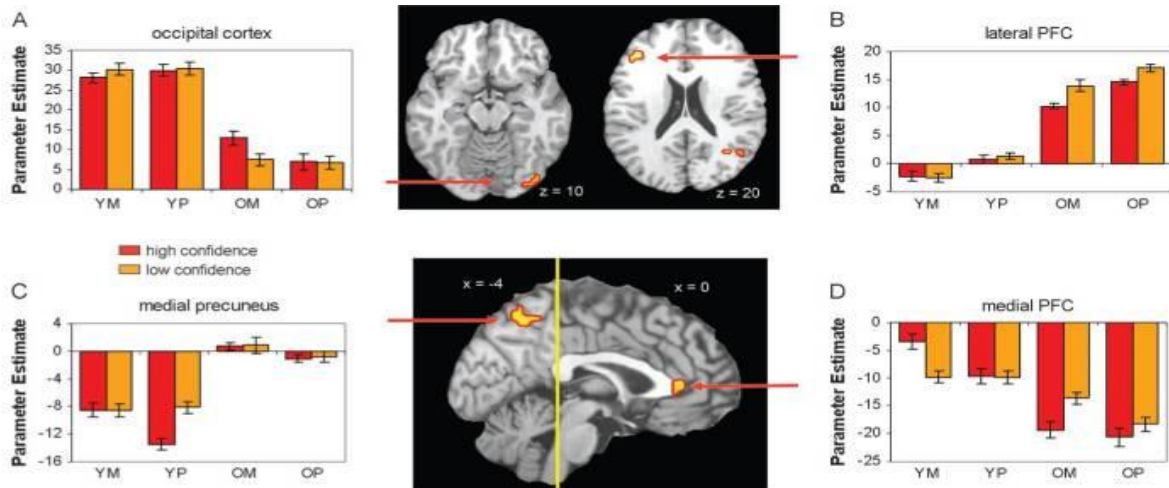 A
occipital cortex
Parameter Estimate
35
30
25
20
15
10
5
0
YM YP OM OP
z = 10
z = 20
B
lateral PFC
Parameter Estimate
20
15
10
5
0
-5
YM YP OM OP
high confidence
low confidence
C
medial precuneus
Parameter Estimate
4
0
-4
-8
-12
-16
YM YP OM OP
x = -4
x = 0
D
medial PFC
Parameter Estimate
0
-5
-10
-15
-20
-25
YM YP OM OP